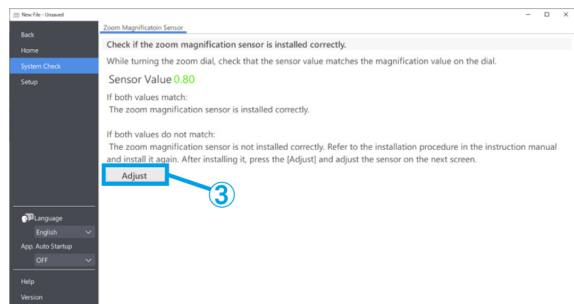 New File - Unsaved
Back
Home
System Check
Setup
Language
English
App. Auto Startup
OFF
Help
Version
Zoom Magnificatoin Sensor
Check if the zoom magnification sensor is installed correctly.
While turning the zoom dial, check that the sensor value matches the magnification value on the dial.
Sensor Value 0.80
If both values match:
The zoom magnification sensor is installed correctly.
If both values do not match:
The zoom magnification sensor is not installed correctly. Refer to the installation procedure in the instruction manual
and install it again. After installing it, press the [Adjust] and adjust the sensor on the next screen.
Adjust
③